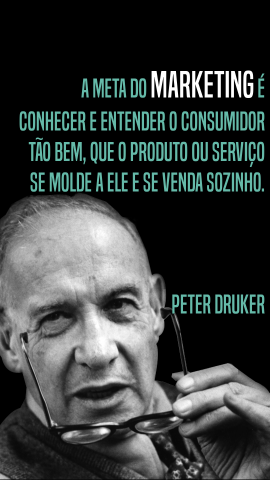 A META DO MARKETING É
CONHECER E ENTENDER O CONSUMIDOR
TÃO BEM, QUE O PRODUTO OU SERVIÇO
SE MOLDE A ELE E SE VENDA SOZINHO.
PETER DRUKER